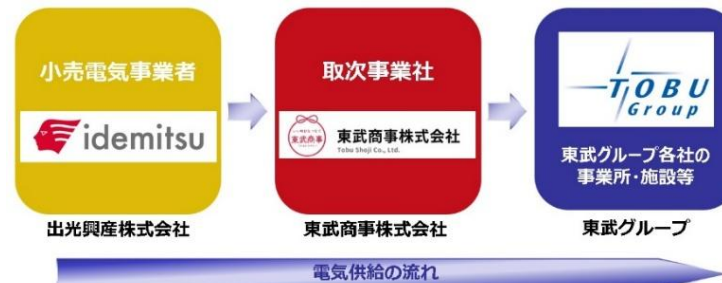 小売電気事業者
idemitsu
出光興産株式会社
取次事業社
東武商事
東武商事株式会社
Tobu Shoji Co., Ltd.
東武商事株式会社
TOBU
Group
東武グループ各社の
事業所・施設等
東武グループ
電気供給の流れ